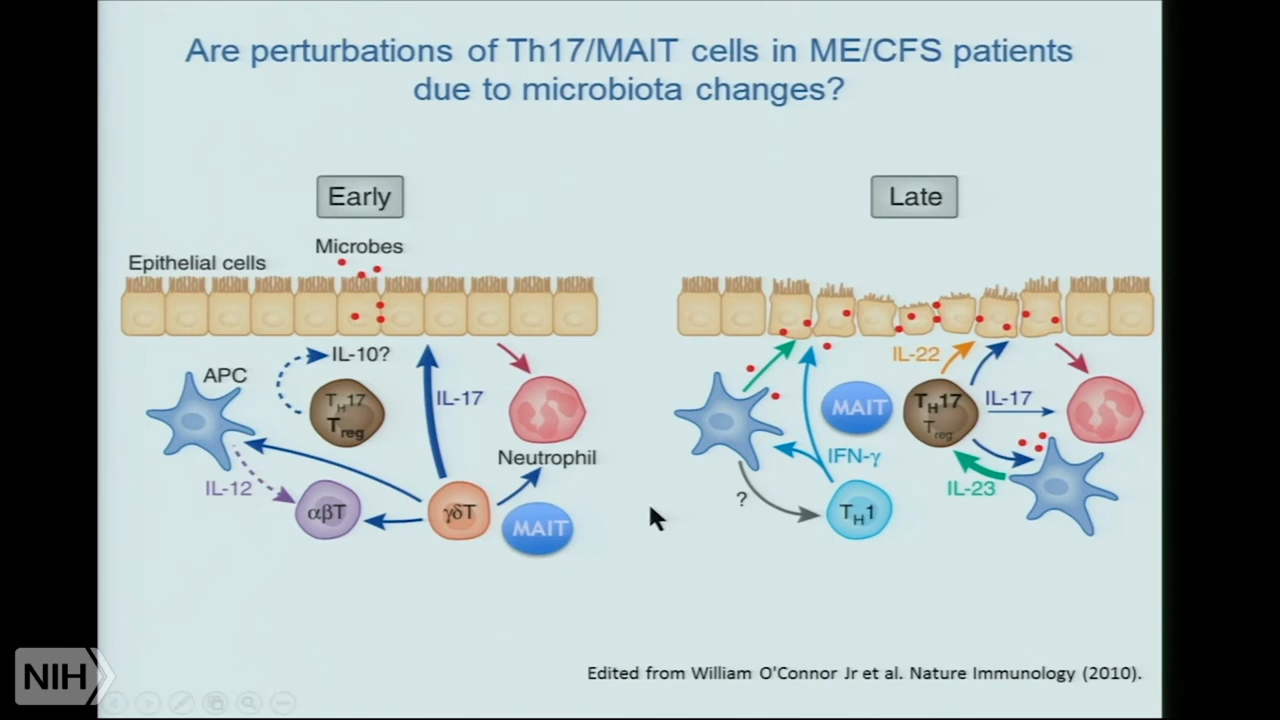 Are perturbations of Th17/MAIT cells in ME/CFS patients
due to microbiota changes?
Early
Microbes
Epithelial cells
IL-10?
APC
TH17
Treg
IL-17
Neutrophil
IL-12
αβT
γδT
MAIT
Late
IL-22
MAIT
TH17
Treg
IL-17
IFN-γ
?
IL-23
TH1
Edited from William O'Connor Jr et al. Nature Immunology (2010).
NIH